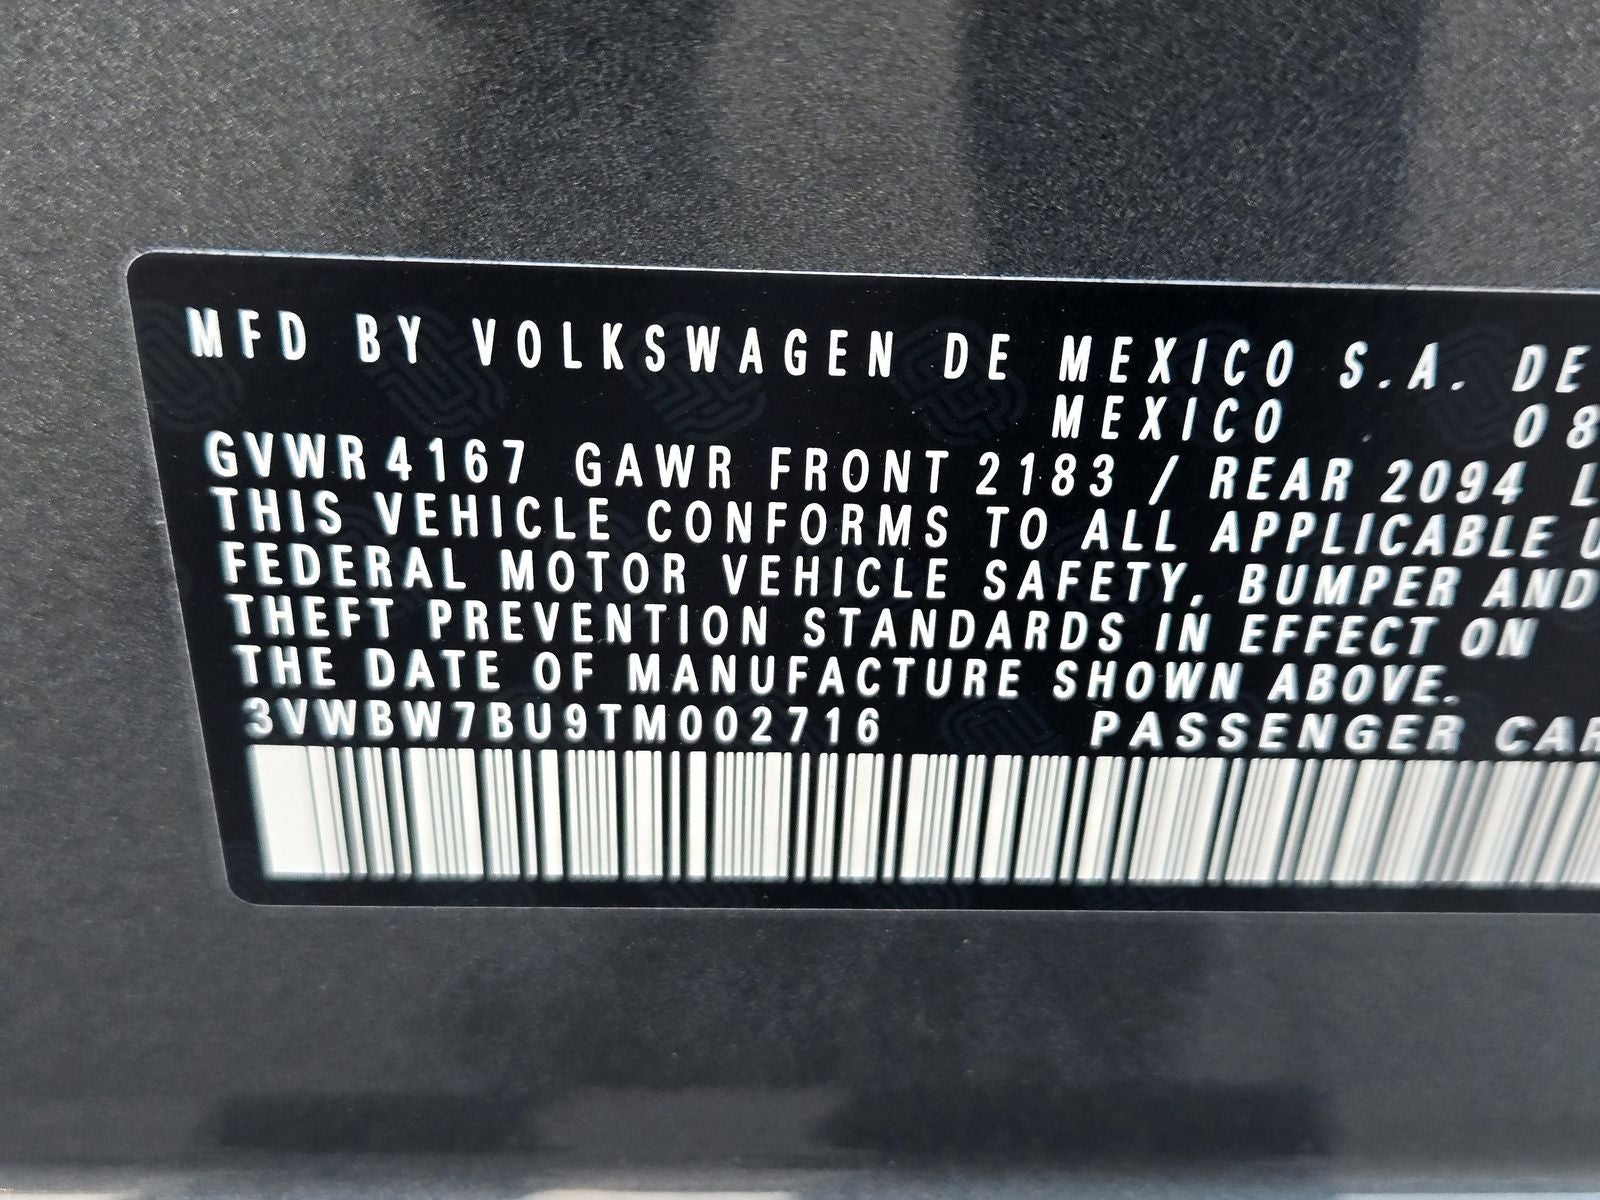 MFD BY VOLKSWAGEN DE MEXICO S.A. DE
MEXICO 08
GVWR 4167 GAWR FRONT 2183 / REAR 2094 L
THIS VEHICLE CONFORMS TO ALL APPLICABLE U
FEDERAL MOTOR VEHICLE SAFETY, BUMPER AND
THEFT PREVENTION STANDARDS IN EFFECT ON
THE DATE OF MANUFACTURE SHOWN ABOVE.
3VWBW7BU9TM002716 PASSENGER CAR